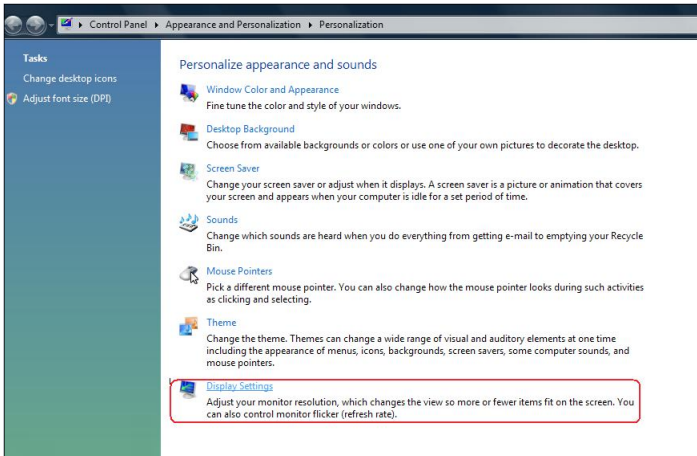 Control Panel ▸ Appearance and Personalization ▸ Personalization
Tasks
Change desktop icons
Adjust font size (DPI)
Personalize appearance and sounds
Window Color and Appearance
Fine tune the color and style of your windows.
Desktop Background
Choose from available backgrounds or colors or use one of your own pictures to decorate the desktop.
Screen Saver
Change your screen saver or adjust when it displays. A screen saver is a picture or animation that covers
your screen and appears when your computer is idle for a set period of time.
Sounds
Change which sounds are heard when you do everything from getting e-mail to emptying your Recycle
Bin.
Mouse Pointers
Pick a different mouse pointer. You can also change how the mouse pointer looks during such activities
as clicking and selecting.
Theme
Change the theme. Themes can change a wide range of visual and auditory elements at one time
including the appearance of menus, icons, backgrounds, screen savers, some computer sounds, and
mouse pointers.
Display Settings
Adjust your monitor resolution, which changes the view so more or fewer items fit on the screen. You
can also control monitor flicker (refresh rate).